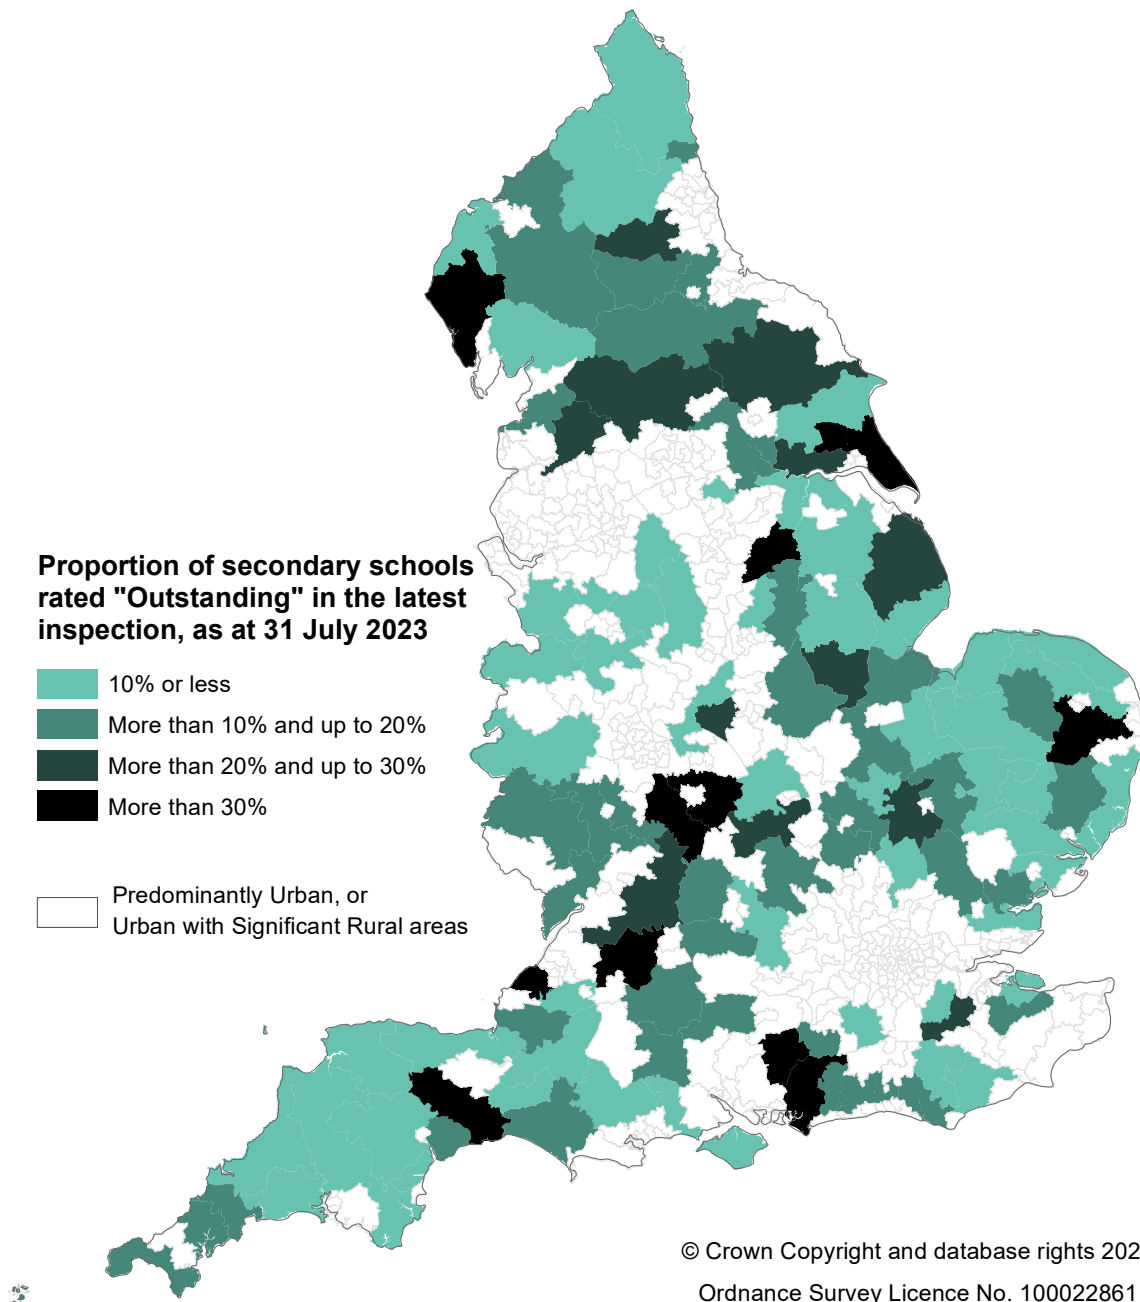 Proportion of secondary schools
rated "Outstanding" in the latest
inspection, as at 31 July 2023
10% or less
More than 10% and up to 20%
More than 20% and up to 30%
More than 30%
Predominantly Urban, or
Urban with Significant Rural areas
© Crown Copyright and database rights 202
Ordnance Survey Licence No. 100022861